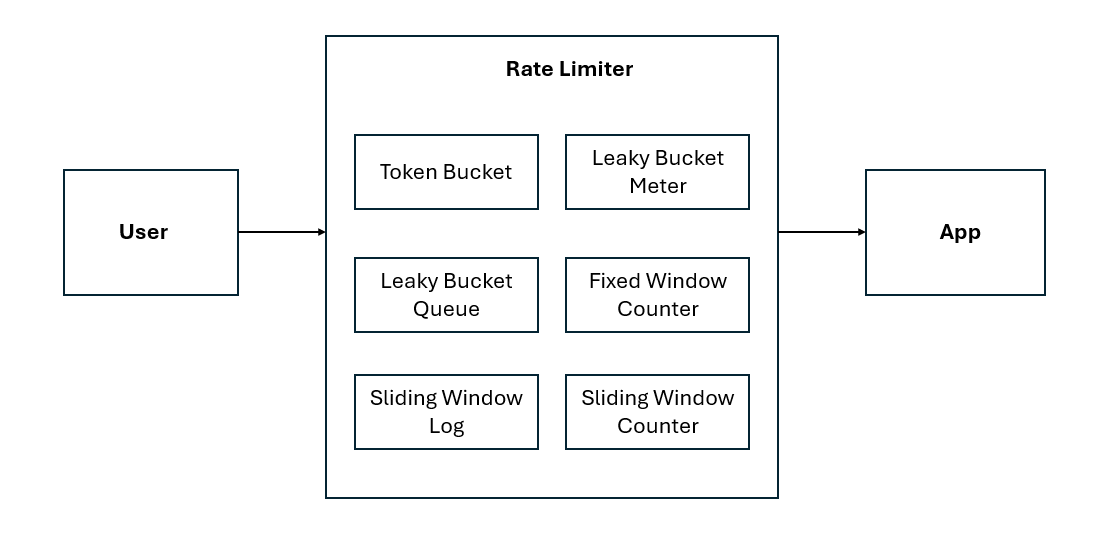 Rate Limiter
User
Token Bucket
Leaky Bucket
Meter
Leaky Bucket
Queue
Fixed Window
Counter
Sliding Window
Log
Sliding Window
Counter
App